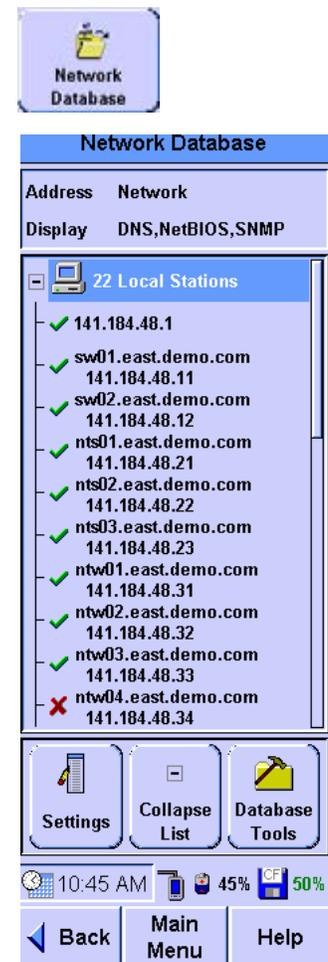 Network
Database
Network Database
Address Network
Display DNS,NetBIOS,SNMP
22 Local Stations
141.184.48.1
sw01.east.demo.com
141.184.48.11
sw02.east.demo.com
141.184.48.12
nts01.east.demo.com
141.184.48.21
nts02.east.demo.com
141.184.48.22
nts03.east.demo.com
141.184.48.23
ntw01.east.demo.com
141.184.48.31
ntw02.east.demo.com
141.184.48.32
ntw03.east.demo.com
141.184.48.33
ntw04.east.demo.com
141.184.48.34
Settings
Collapse
List
Database
Tools
10:45 AM 45% CF 50%
Back
Main
Menu
Help